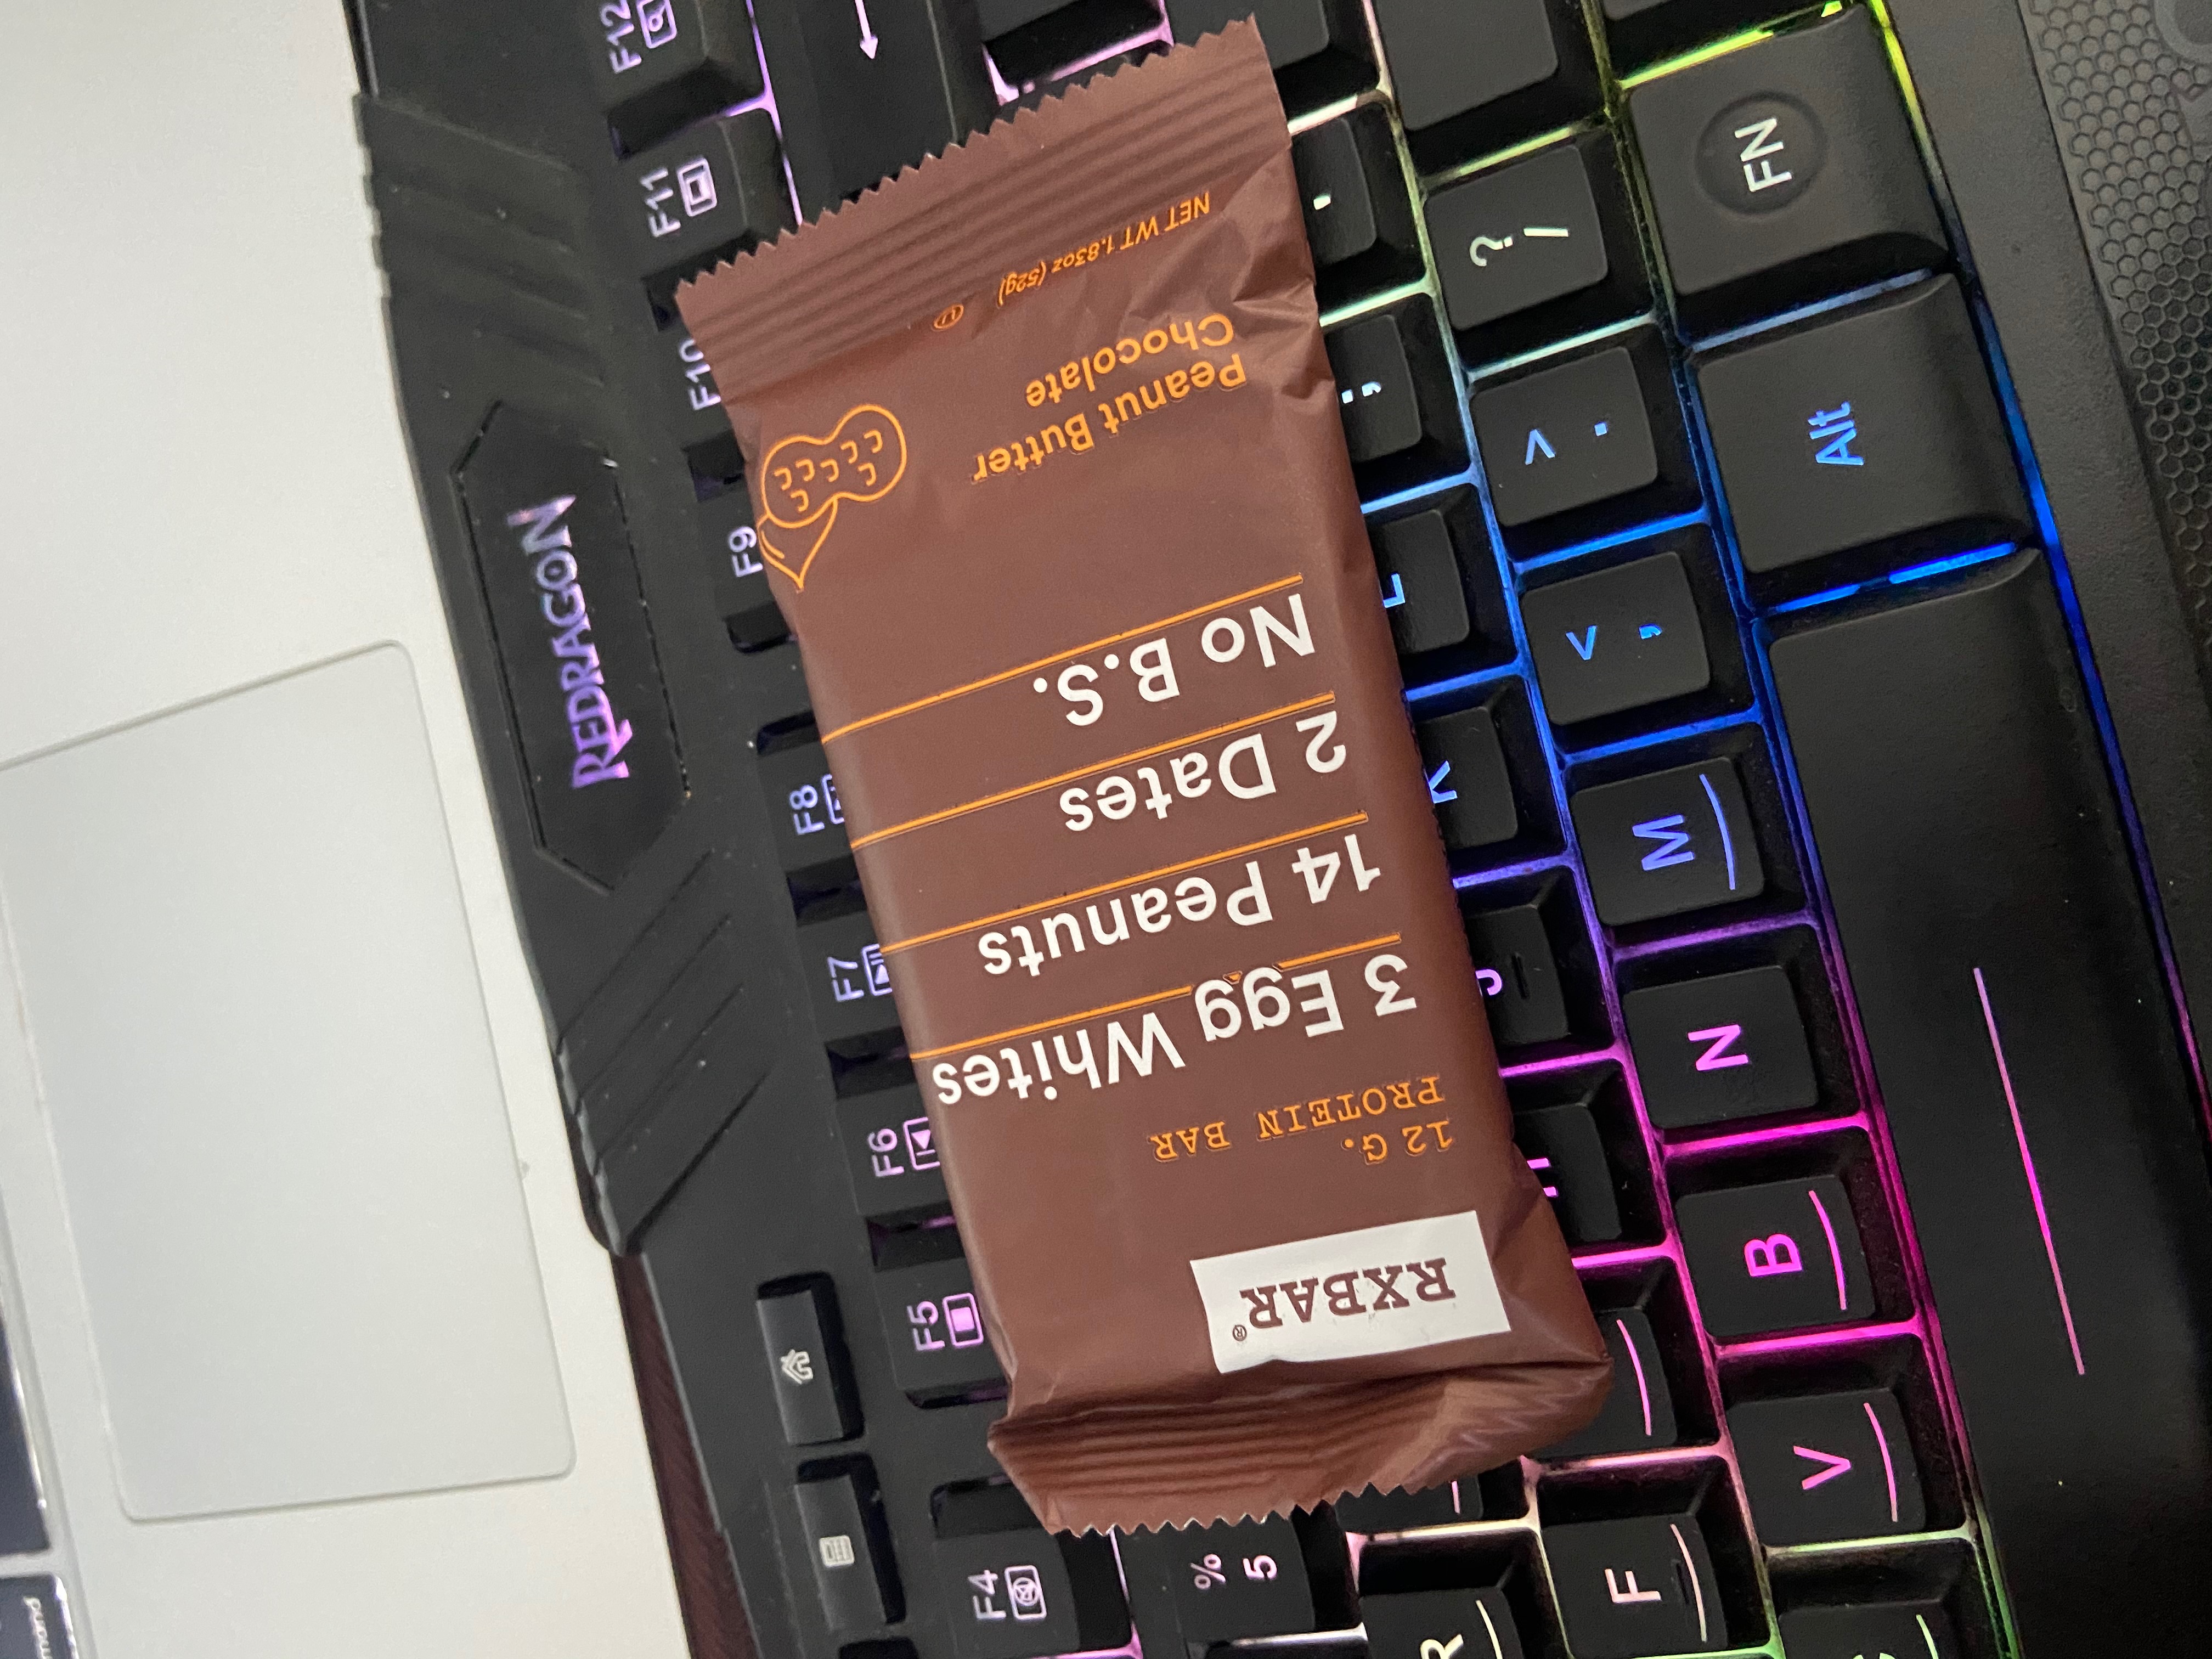 mand
REDRAGON
F4
F5
F6
F7
F8
F9
F10
F11
F12
%
5
RXBAR®
12 G.
PROTEIN BAR
3 Egg Whites
14 Peanuts
2 Dates
No B.S.
Peanut Butter
Chocolate
NET WT 1.83oz (52g)
U
R
F
H
J
K
L
;
'
V
B
N
M
<
,
>
.
?
/
C
Alt
FN